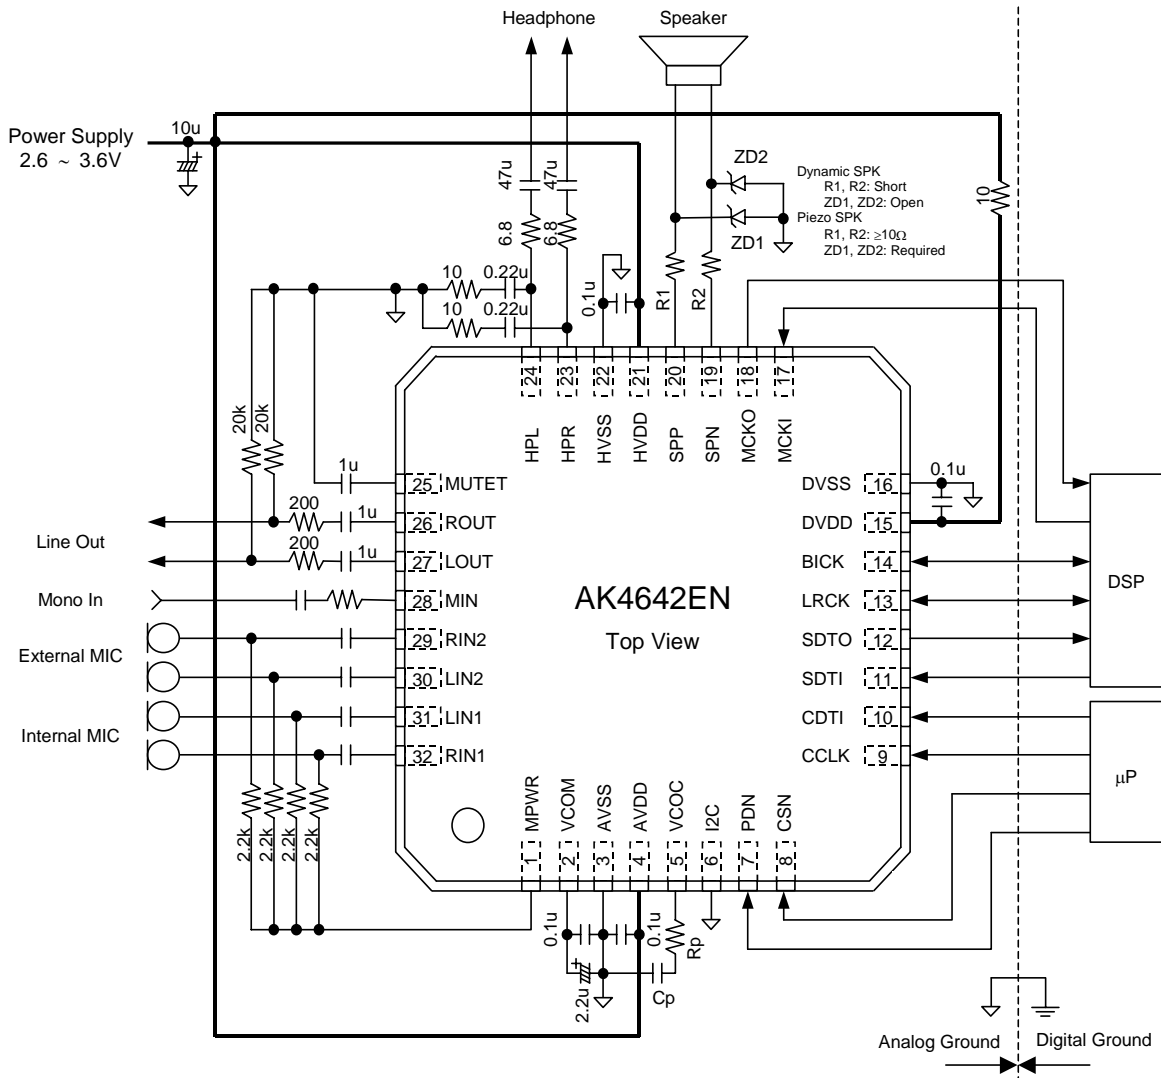 Headphone
Speaker
Power Supply
2.6 ~ 3.6V
10u
+
47u
47u
6.8
6.8
ZD2
ZD1
Dynamic SPK
R1, R2: Short
ZD1, ZD2: Open
Piezo SPK
R1, R2: ≥10Ω
ZD1, ZD2: Required
10
10
0.22u
10
0.22u
0.1u
R1
R2
24
23
22
21
20
19
18
17
HPL
HPR
HVSS
HVDD
SPP
SPN
MCKO
MCKI
20k
20k
1u
25
MUTET
200
1u
26
ROUT
200
1u
27
LOUT
Line Out
Mono In
28
MIN
External MIC
29
RIN2
30
LIN2
Internal MIC
31
LIN1
32
RIN1
AK4642EN
Top View
DVSS
16
0.1u
DVDD
15
BICK
14
LRCK
13
SDTO
12
SDTI
11
CDTI
10
CCLK
9
DSP
µP
2.2k
2.2k
2.2k
2.2k
MPWR
VCOM
AVSS
AVDD
VCOC
I2C
PDN
CSN
1
2
3
4
5
6
7
8
0.1u
0.1u
Rp
+
2.2u
Cp
Analog Ground
Digital Ground